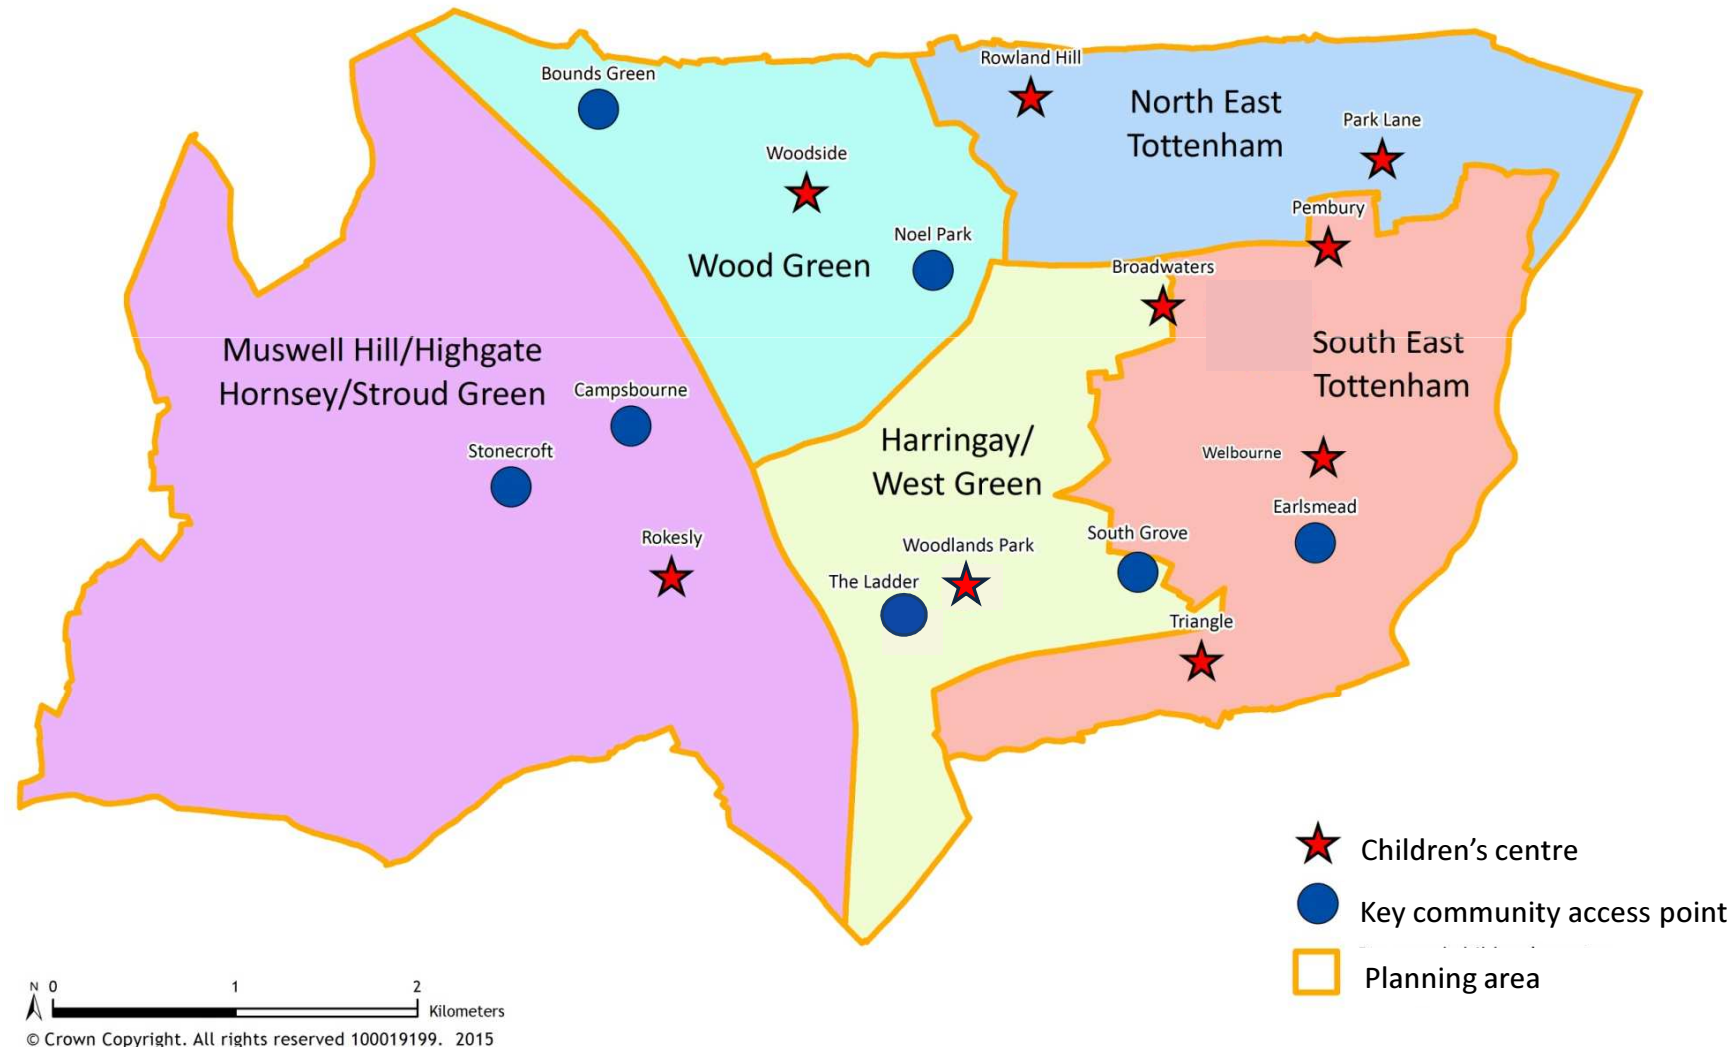 Rowland Hill
Bounds Green
North East
Tottenham
Park Lane
Woodside
Pembury
Noel Park
Wood Green
Broadwaters
Muswell Hill/Highgate
Hornsey/Stroud Green
South East
Tottenham
Campsbourne
Harringay/
West Green
Stonecroft
Welbourne
Earlsmead
Rokesly
South Grove
Woodlands Park
The Ladder
Triangle
Children’s centre
Key community access point
Planning area
N 0 1 2
Kilometers
© Crown Copyright. All rights reserved 100019199. 2015